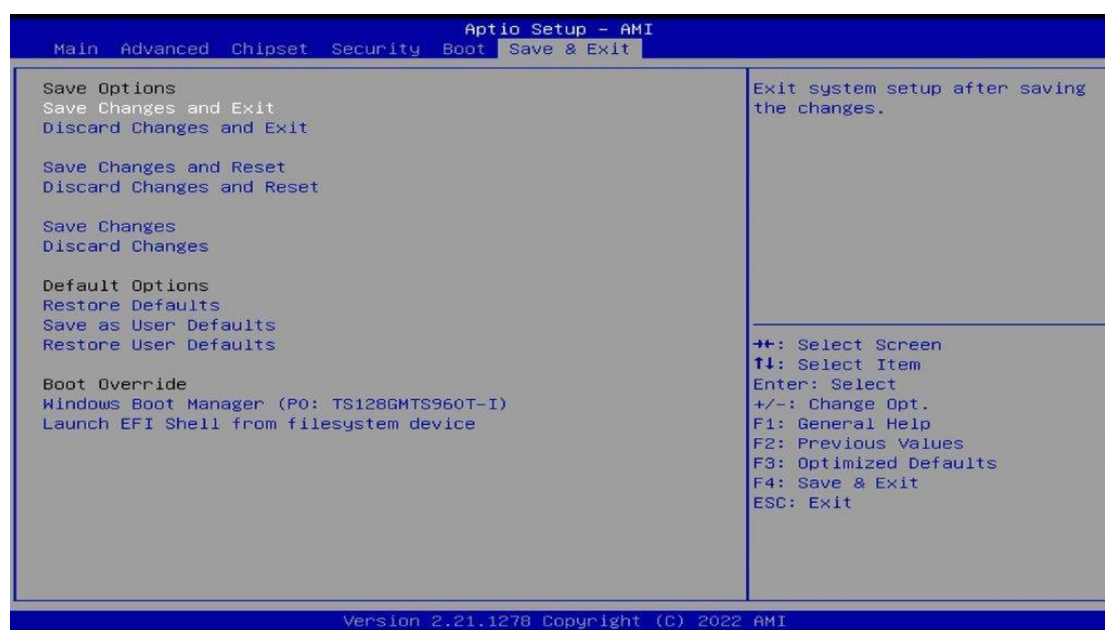 Aptio Setup – AMI
Main Advanced Chipset Security Boot Save & Exit
Save Options
Save Changes and Exit
Discard Changes and Exit
Save Changes and Reset
Discard Changes and Reset
Save Changes
Discard Changes
Default Options
Restore Defaults
Save as User Defaults
Restore User Defaults
Boot Override
Windows Boot Manager (P0: TS128GMTS960T-I)
Launch EFI Shell from filesystem device
Exit system setup after saving
the changes.
→←: Select Screen
↑↓: Select Item
Enter: Select
+/-: Change Opt.
F1: General Help
F2: Previous Values
F3: Optimized Defaults
F4: Save & Exit
ESC: Exit
Version 2.21.1278 Copyright (C) 2022 AMI